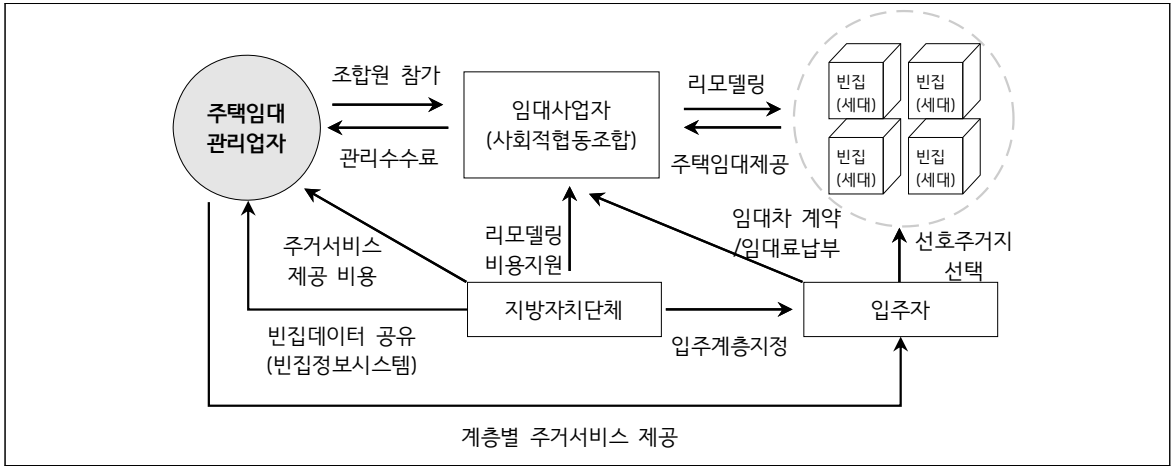 주택임대
관리업자
조합원 참가
관리수수료
임대사업자
(사회적협동조합)
리모델링
주택임대제공
빈집
(세대)
빈집
(세대)
빈집
(세대)
빈집
(세대)
주거서비스
제공 비용
리모델링
비용지원
임대차 계약
/임대료납부
선호주거지
선택
지방자치단체
입주자
빈집데이터 공유
(빈집정보시스템)
입주계층지정
계층별 주거서비스 제공